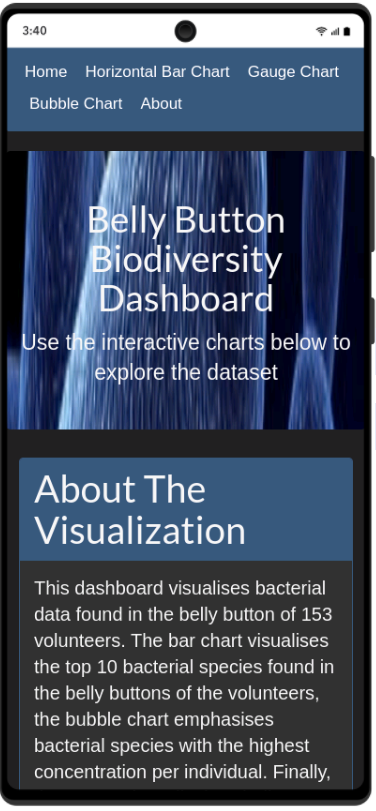 3:40
Home Horizontal Bar Chart Gauge Chart
Bubble Chart About
Belly Button
Biodiversity
Dashboard
Use the interactive charts below to
explore the dataset
About The
Visualization
This dashboard visualises bacterial
data found in the belly button of 153
volunteers. The bar chart visualises
the top 10 bacterial species found in
the belly buttons of the volunteers,
the bubble chart emphasises
bacterial species with the highest
concentration per individual. Finally,